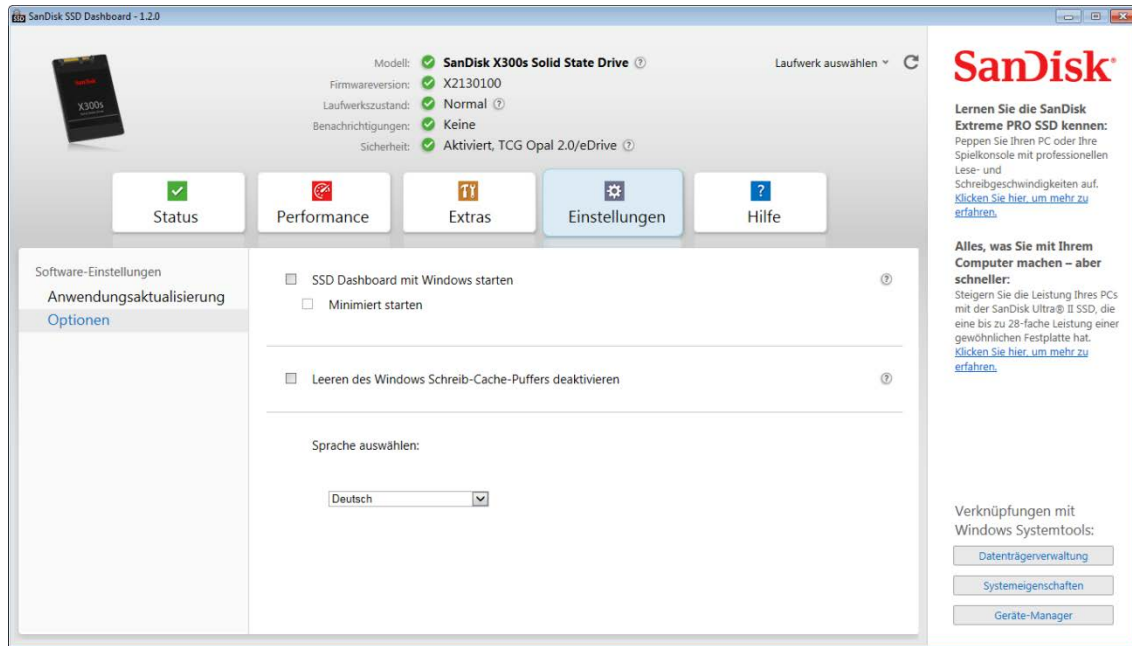 SanDisk SSD Dashboard - 1.2.0
SanDisk
X300s
Modell: SanDisk X300s Solid State Drive ?
Firmwareversion: X2130100
Laufwerkszustand: Normal ?
Benachrichtigungen: Keine
Sicherheit: Aktiviert, TCG Opal 2.0/eDrive ?
Laufwerk auswählen
Status
Performance
Extras
Einstellungen
?
Hilfe
Software-Einstellungen
Anwendungsaktualisierung
Optionen
SSD Dashboard mit Windows starten ?
Minimiert starten
Leeren des Windows Schreib-Cache-Puffers deaktivieren ?
Sprache auswählen:
Deutsch
SanDisk®
Lernen Sie die SanDisk
Extreme PRO SSD kennen:
Peppen Sie Ihren PC oder Ihre
Spielkonsole mit professionellen
Lese- und
Schreibgeschwindigkeiten auf.
Klicken Sie hier, um mehr zu
erfahren.
Alles, was Sie mit Ihrem
Computer machen – aber
schneller:
Steigern Sie die Leistung Ihres PCs
mit der SanDisk Ultra® II SSD, die
eine bis zu 28-fache Leistung einer
gewöhnlichen Festplatte hat.
Klicken Sie hier, um mehr zu
erfahren.
Verknüpfungen mit
Windows Systemtools:
Datenträgerverwaltung
Systemeigenschaften
Geräte-Manager